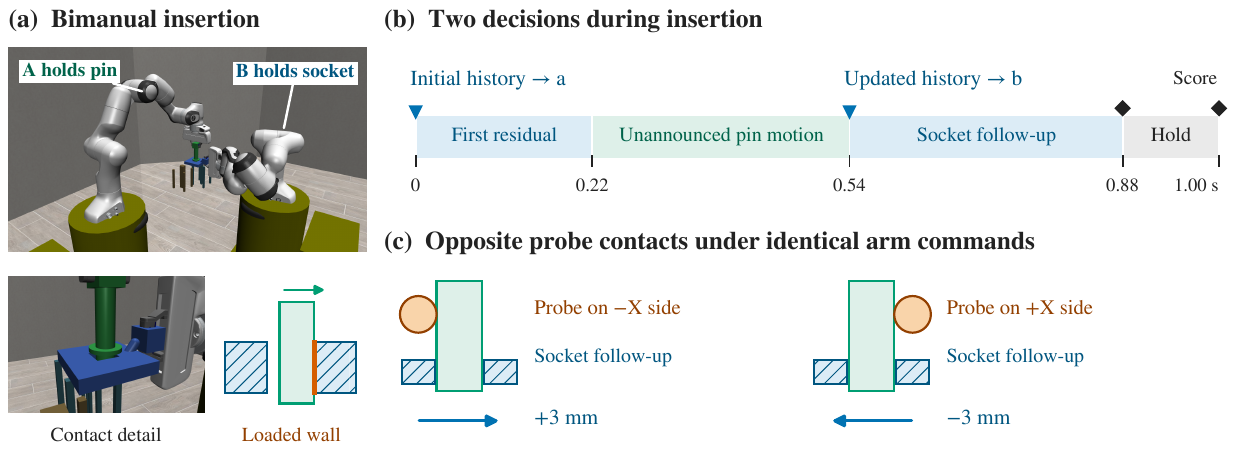 (a) Bimanual insertion
A holds pin
B holds socket
Contact detail
Loaded wall
(b) Two decisions during insertion
Initial history → a
Updated history → b
Score
First residual
Unannounced pin motion
Socket follow-up
Hold
0
0.22
0.54
0.88
1.00 s
(c) Opposite probe contacts under identical arm commands
Probe on −X side
Socket follow-up
+3 mm
Probe on +X side
Socket follow-up
−3 mm